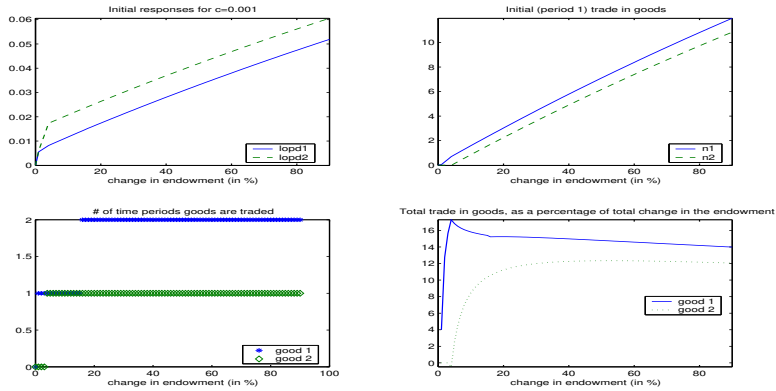 Initial responses for c=0.001
0.06
0.05
0.04
0.03
0.02
0.01
0
0 20 40 60 80
lopd1
lopd2
change in endowment (in %)
Initial (period 1) trade in goods
10
8
6
4
2
0
20 40 60 80
n1
n2
change in endowment (in %)
# of time periods goods are traded
2
1.5
1
0.5
0
0 20 40 60 80 100
good 1
good 2
change in endowment (in %)
Total trade in goods, as a percentage of total change in the endowment
16
14
12
10
8
6
4
2
0
20 40 60 80
good 1
good 2
change in endowment (in %)